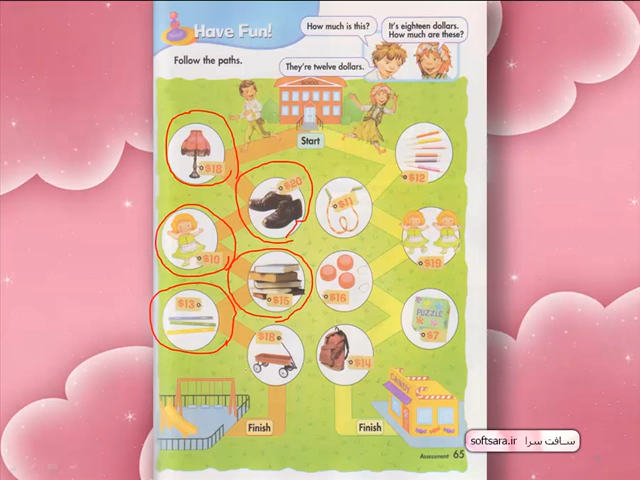 Have Fun!
How much is this?
It's eighteen dollars.
How much are these?
Follow the paths.
They're twelve dollars.
SCHOOL
Start
$18
$20
$11
$12
$10
$19
$13
$15
$16
PUZZLE
$7
$18
$14
CANDY
Finish
Finish
softsara.ir سافت سرا
Assessment 65